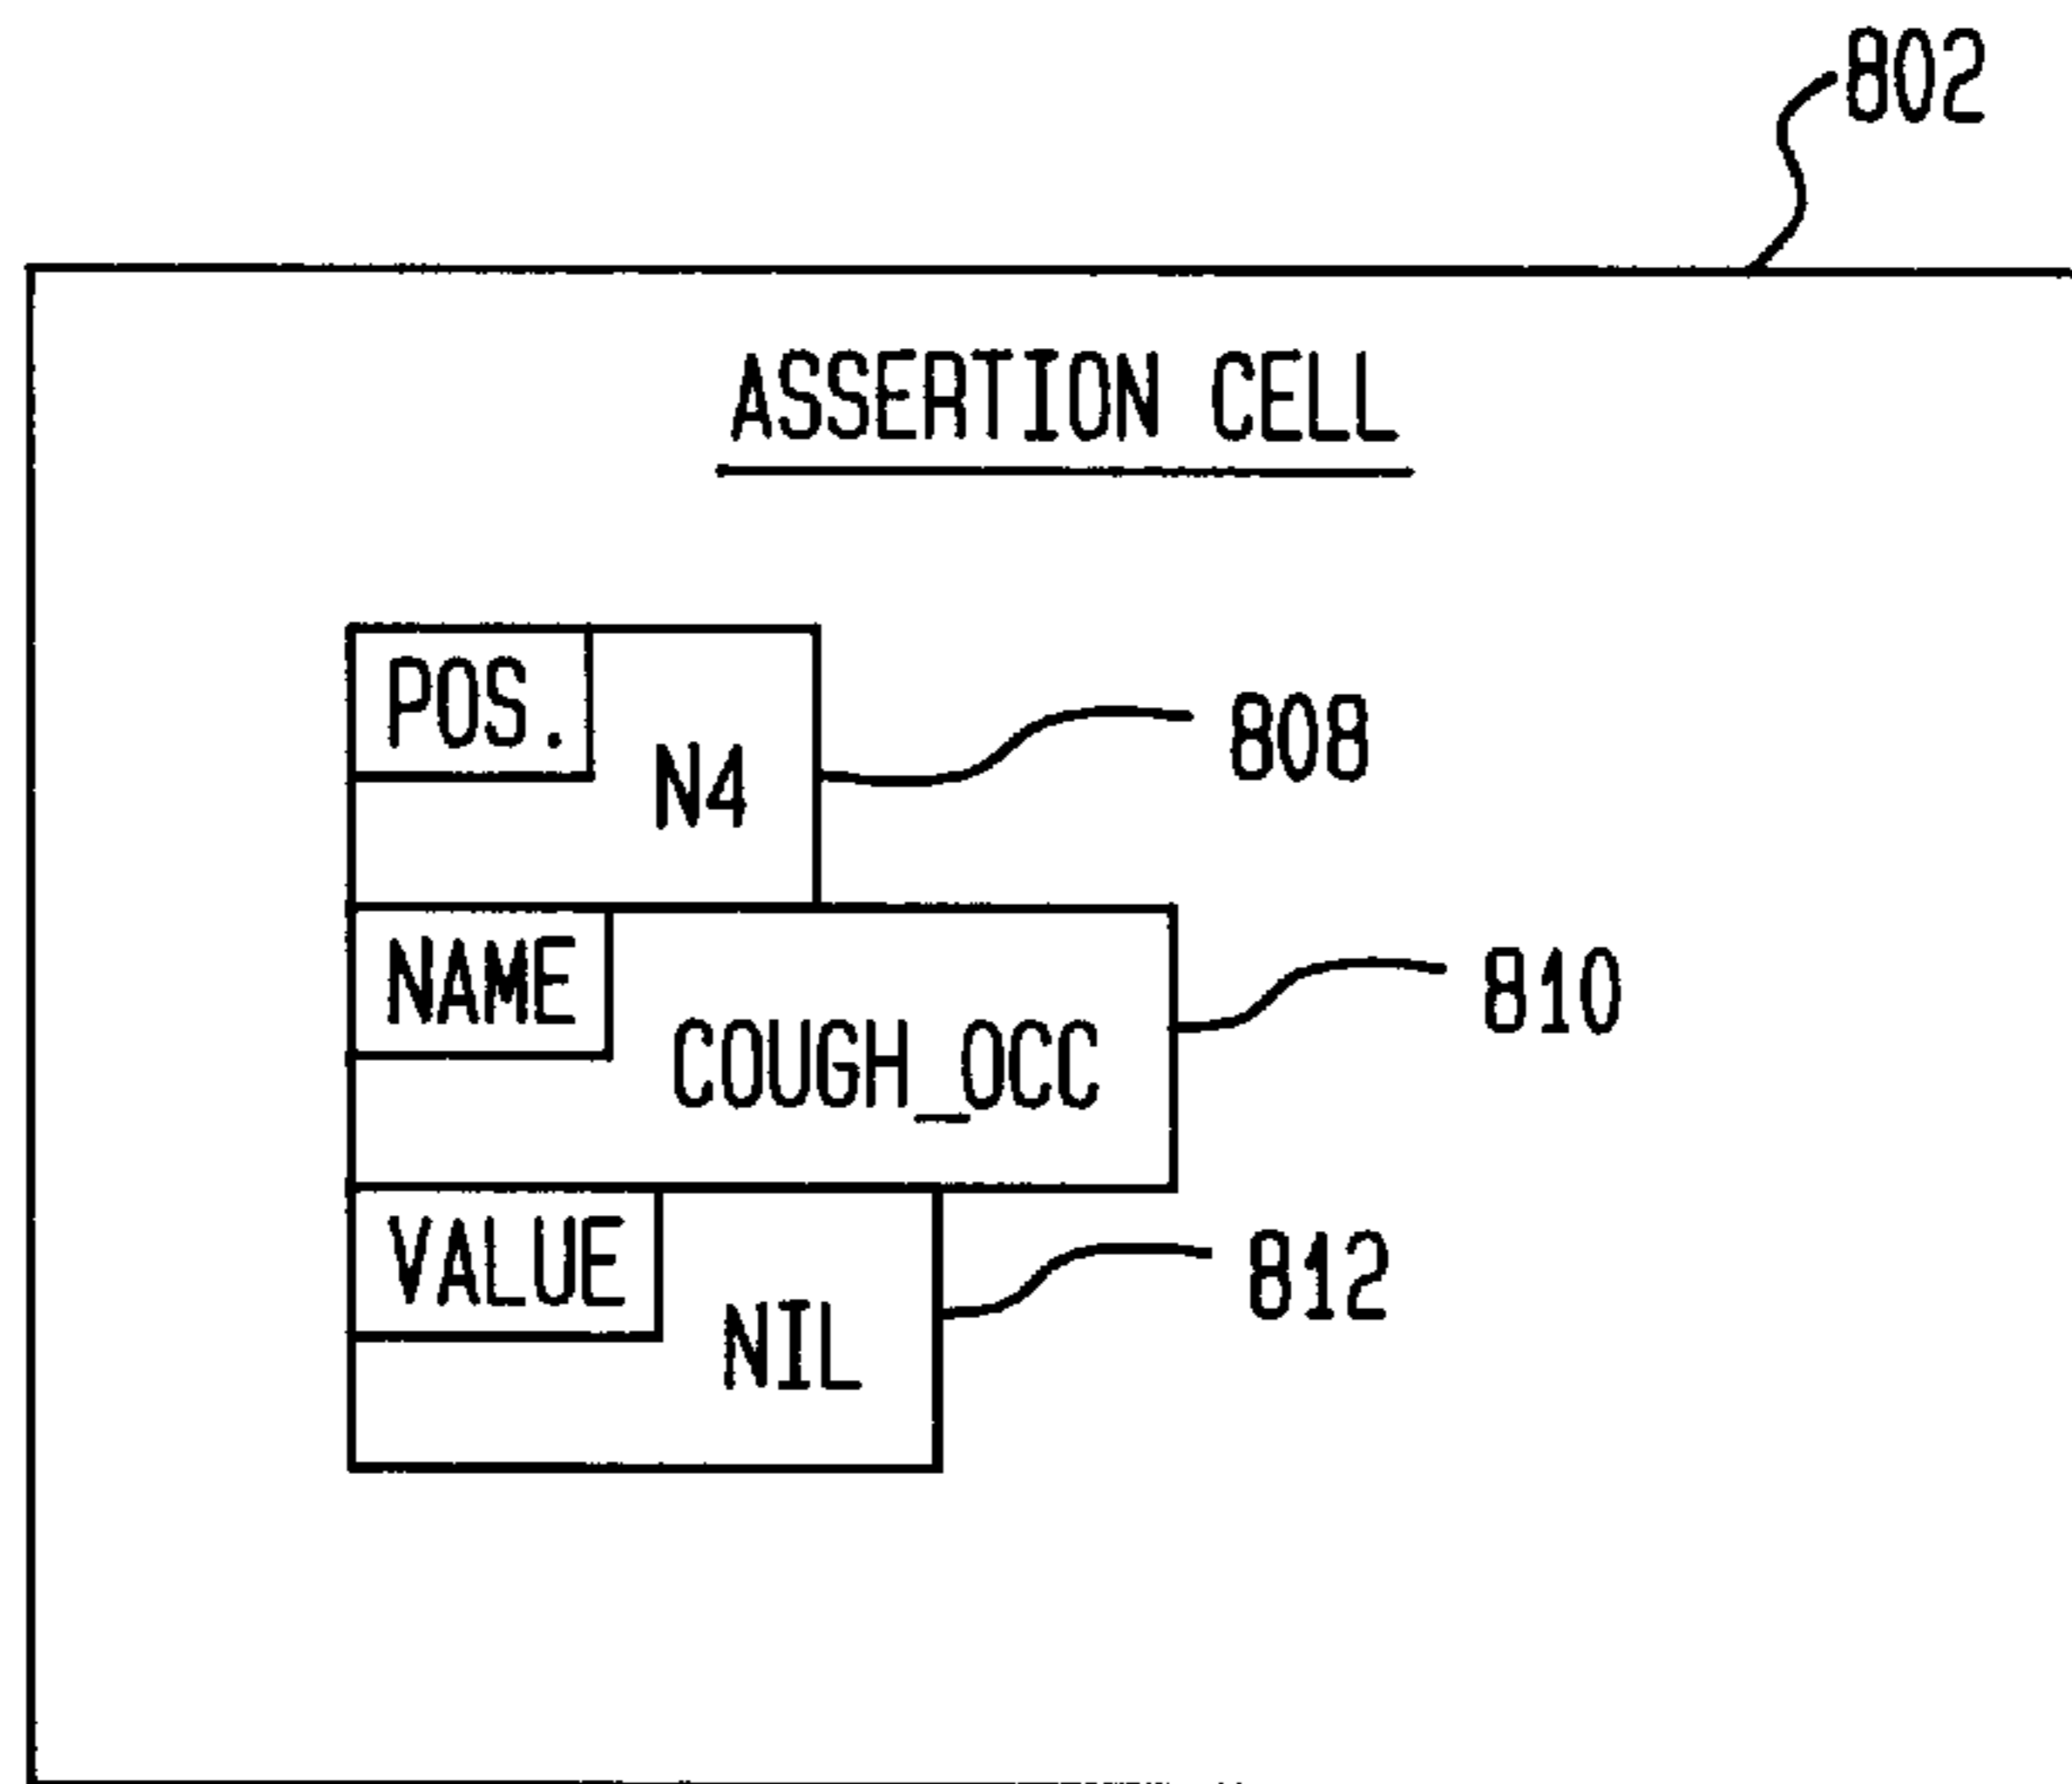 802
ASSERTION CELL
POS.
N4
808
NAME
COUGH_OCC
810
VALUE
NIL
812